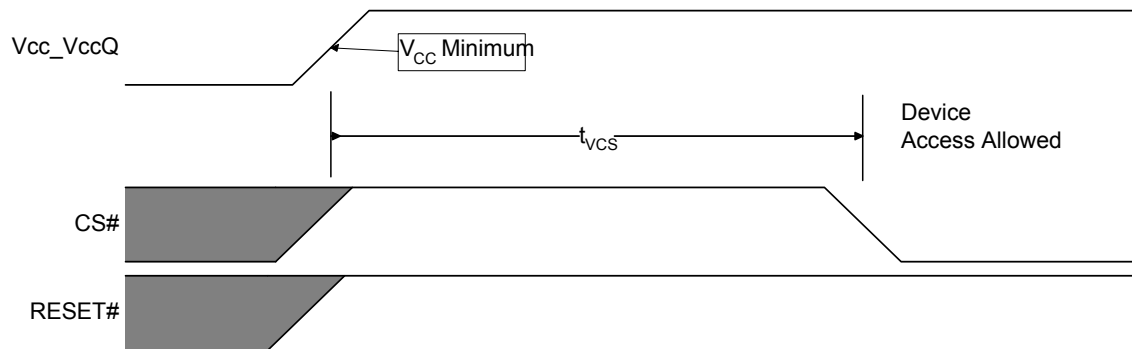 Vcc_VccQ
VCC Minimum
tVCS
Device
Access Allowed
CS#
RESET#